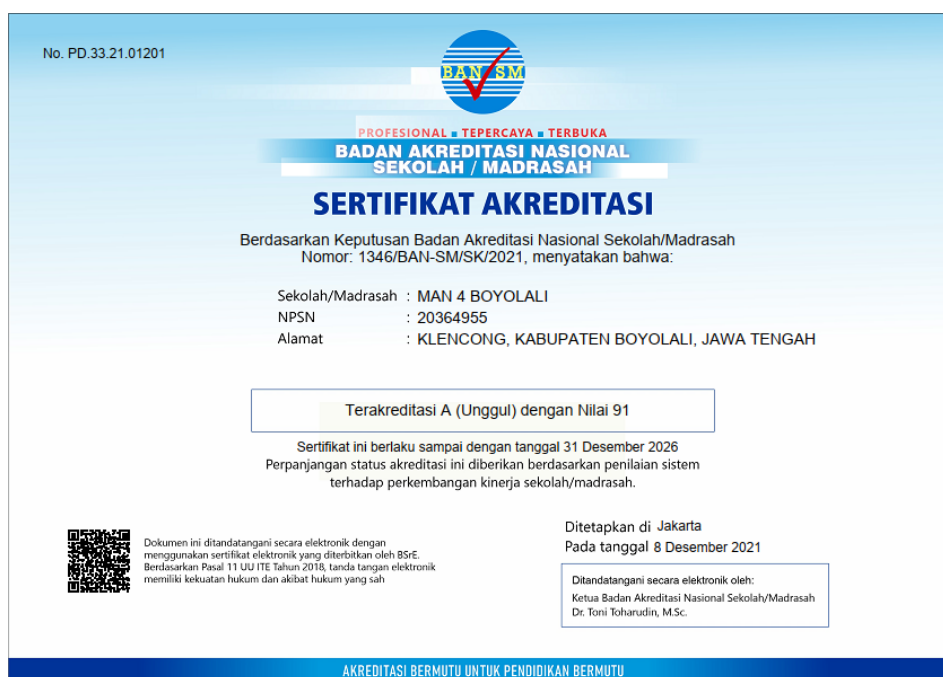 No. PD.33.21.01201
BAN SM
PROFESIONAL ■ TEPERCAYA ■ TERBUKA
BADAN AKREDITASI NASIONAL
SEKOLAH / MADRASAH
SERTIFIKAT AKREDITASI
Berdasarkan Keputusan Badan Akreditasi Nasional Sekolah/Madrasah
Nomor: 1346/BAN-SM/SK/2021, menyatakan bahwa:
Sekolah/Madrasah : MAN 4 BOYOLALI
NPSN : 20364955
Alamat : KLENCONG, KABUPATEN BOYOLALI, JAWA TENGAH
Terakreditasi A (Unggul) dengan Nilai 91
Sertifikat ini berlaku sampai dengan tanggal 31 Desember 2026
Perpanjangan status akreditasi ini diberikan berdasarkan penilaian sistem
terhadap perkembangan kinerja sekolah/madrasah.
Ditetapkan di Jakarta
Pada tanggal 8 Desember 2021
Dokumen ini ditandatangani secara elektronik dengan
menggunakan sertifikat elektronik yang diterbitkan oleh BSrE.
Berdasarkan Pasal 11 UU ITE Tahun 2018, tanda tangan elektronik
memiliki kekuatan hukum dan akibat hukum yang sah
Ditandatangani secara elektronik oleh:
Ketua Badan Akreditasi Nasional Sekolah/Madrasah
Dr. Toni Toharudin, M.Sc.
AKREDITASI BERMUTU UNTUK PENDIDIKAN BERMUTU